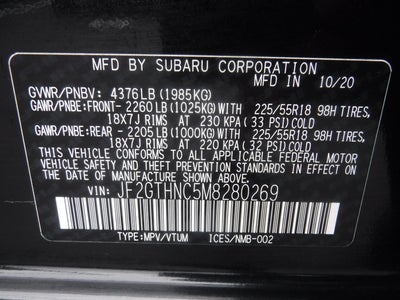 MFD BY SUBARU CORPORATION
GVWR/PNBV: 4376LB (1985KG) MFD IN 10/20
GAWR/PNBE: FRONT- 2260LB (1025KG) WITH 225/55R18 98H TIRES,
18X7J RIMS AT 230 KPA ( 33 PSI) COLD
GAWR/PNBE: REAR - 2205LB (1000KG) WITH 225/55R18 98H TIRES,
18X7J RIMS AT 220 KPA ( 32 PSI) COLD
THIS VEHICLE CONFORMS TO ALL APPLICABLE FEDERAL MOTOR
VEHICLE SAFETY AND THEFT PREVENTION STANDARDS IN EFFECT
ON THE DATE OF MANUFACTURE SHOWN ABOVE.
VIN: JF2GTHNC5M8280269
TYPE:MPV/VTUM ICES/NMB-002